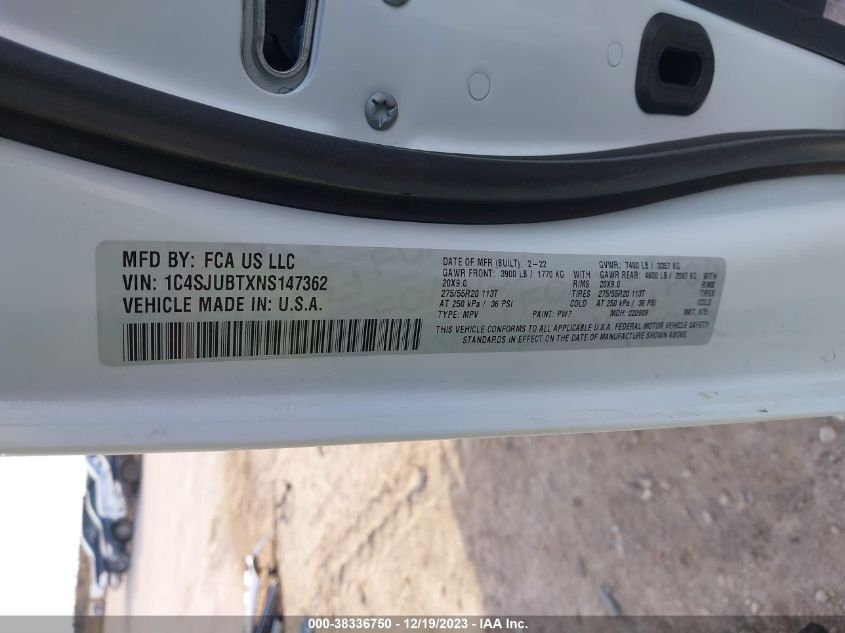 MFD BY: FCA US LLC
VIN: 1C4SJUBTXNS147362
VEHICLE MADE IN: U.S.A.
DATE OF MFR (BUILT): 2-22 GVWR: 7400 LB / 3357 KG
GAWR FRONT: 3900 LB / 1770 KG WITH GAWR REAR: 4600 LB / 2087 KG WITH
20X9.0 RIMS 20X9.0 RIMS
275/55R20 113T TIRES 275/55R20 113T TIRES
AT 250 kPa / 36 PSI COLD AT 250 kPa / 36 PSI COLD
TYPE: MPV PAINT: PW7 MDH: 020909 MKT: 875
THIS VEHICLE CONFORMS TO ALL APPLICABLE U.S.A. FEDERAL MOTOR VEHICLE SAFETY
STANDARDS IN EFFECT ON THE DATE OF MANUFACTURE SHOWN ABOVE.
000-38336750 - 12/19/2023 - IAA Inc.